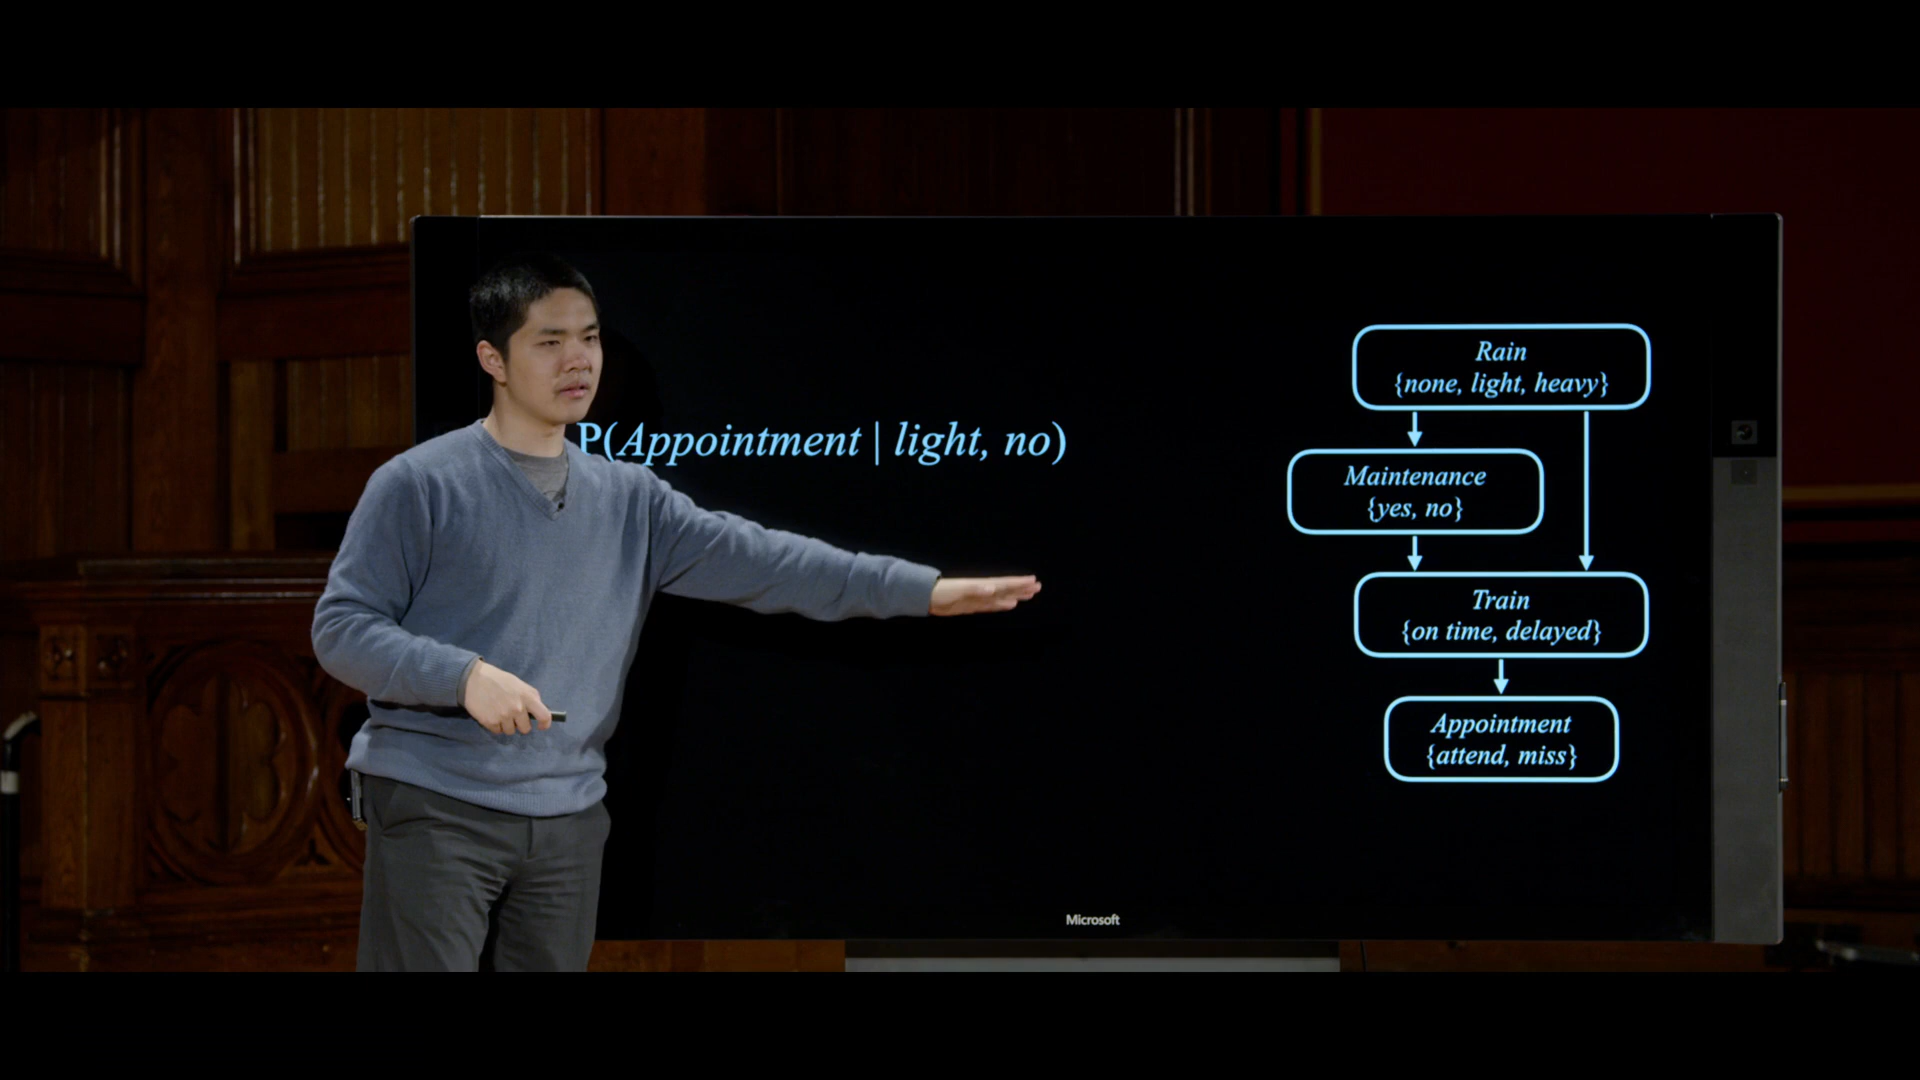 P(Appointment | light, no)
Rain
{none, light, heavy}
Maintenance
{yes, no}
Train
{on time, delayed}
Appointment
{attend, miss}
Microsoft